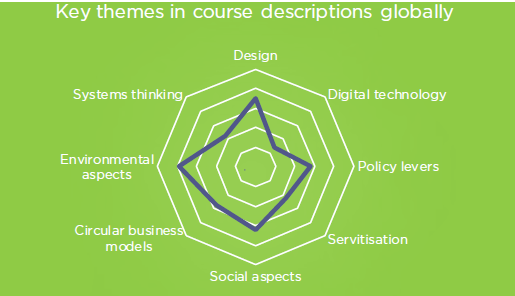 Key themes in course descriptions globally
Design
Systems thinking
Digital technology
Environmental
aspects
Policy levers
Circular business
models
Servitisation
Social aspects